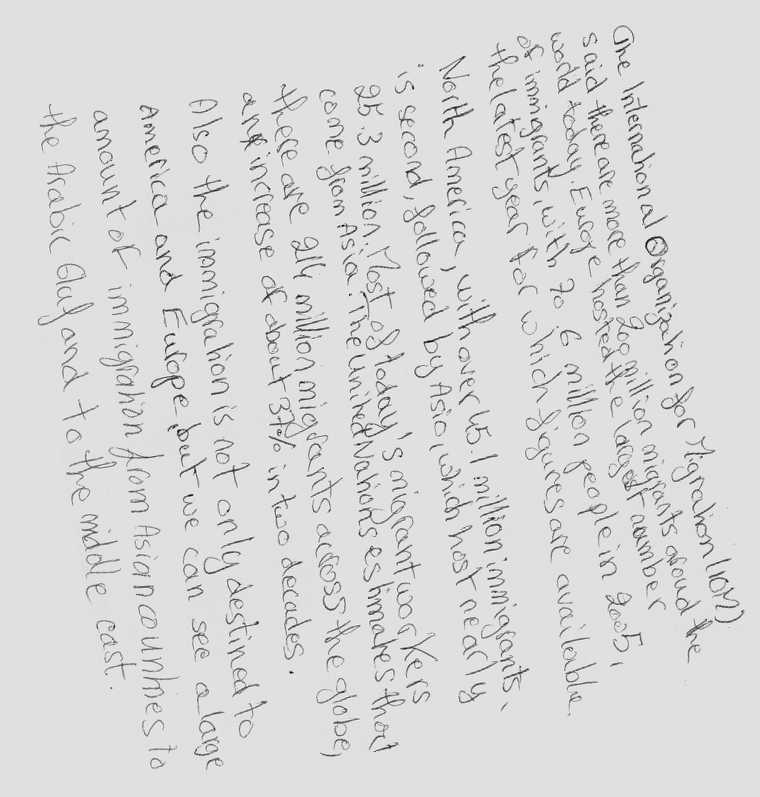 The International Organization for Migration (IOM)
said there are more than 200 million migrants aroud the
world today. Europe hosted the largest number
of immigrants, with 70 6 million people in 2005,
the latest year for which figures are available.
North America, with over 45.1 million immigrants,
is second, followed by Asia, which host nearly
25.3 million. Most of today's migrant workers
come from Asia. The United Nations estimates that
there are 214 million migrants across the globe,
an increase of about 37% in two decades.
Also the immigration is not only destined to
America and Europe, but we can see a large
amount of immigration from Asian countries to
the Arabic Gulf and to the middle east.